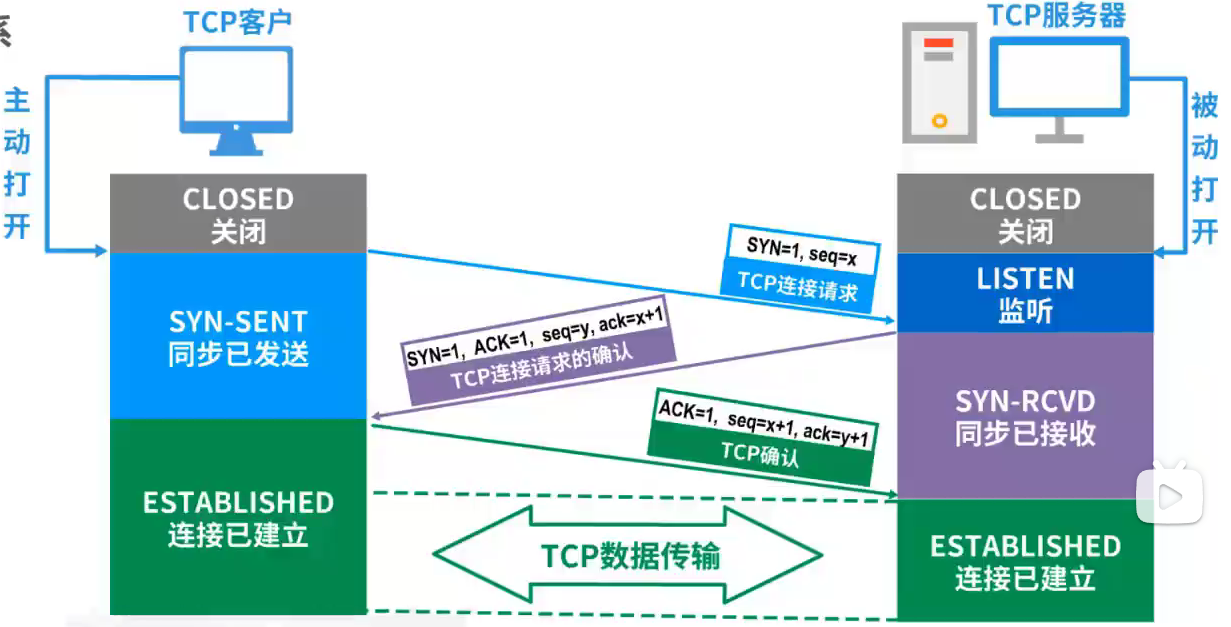 系
TCP客户
TCP服务器
主动打开
被动打开
CLOSED
关闭
CLOSED
关闭
SYN=1, seq=x
TCP连接请求
LISTEN
监听
SYN-SENT
同步已发送
SYN=1, ACK=1, seq=y, ack=x+1
TCP连接请求的确认
SYN-RCVD
同步已接收
ACK=1, seq=x+1, ack=y+1
TCP确认
ESTABLISHED
连接已建立
TCP数据传输
ESTABLISHED
连接已建立